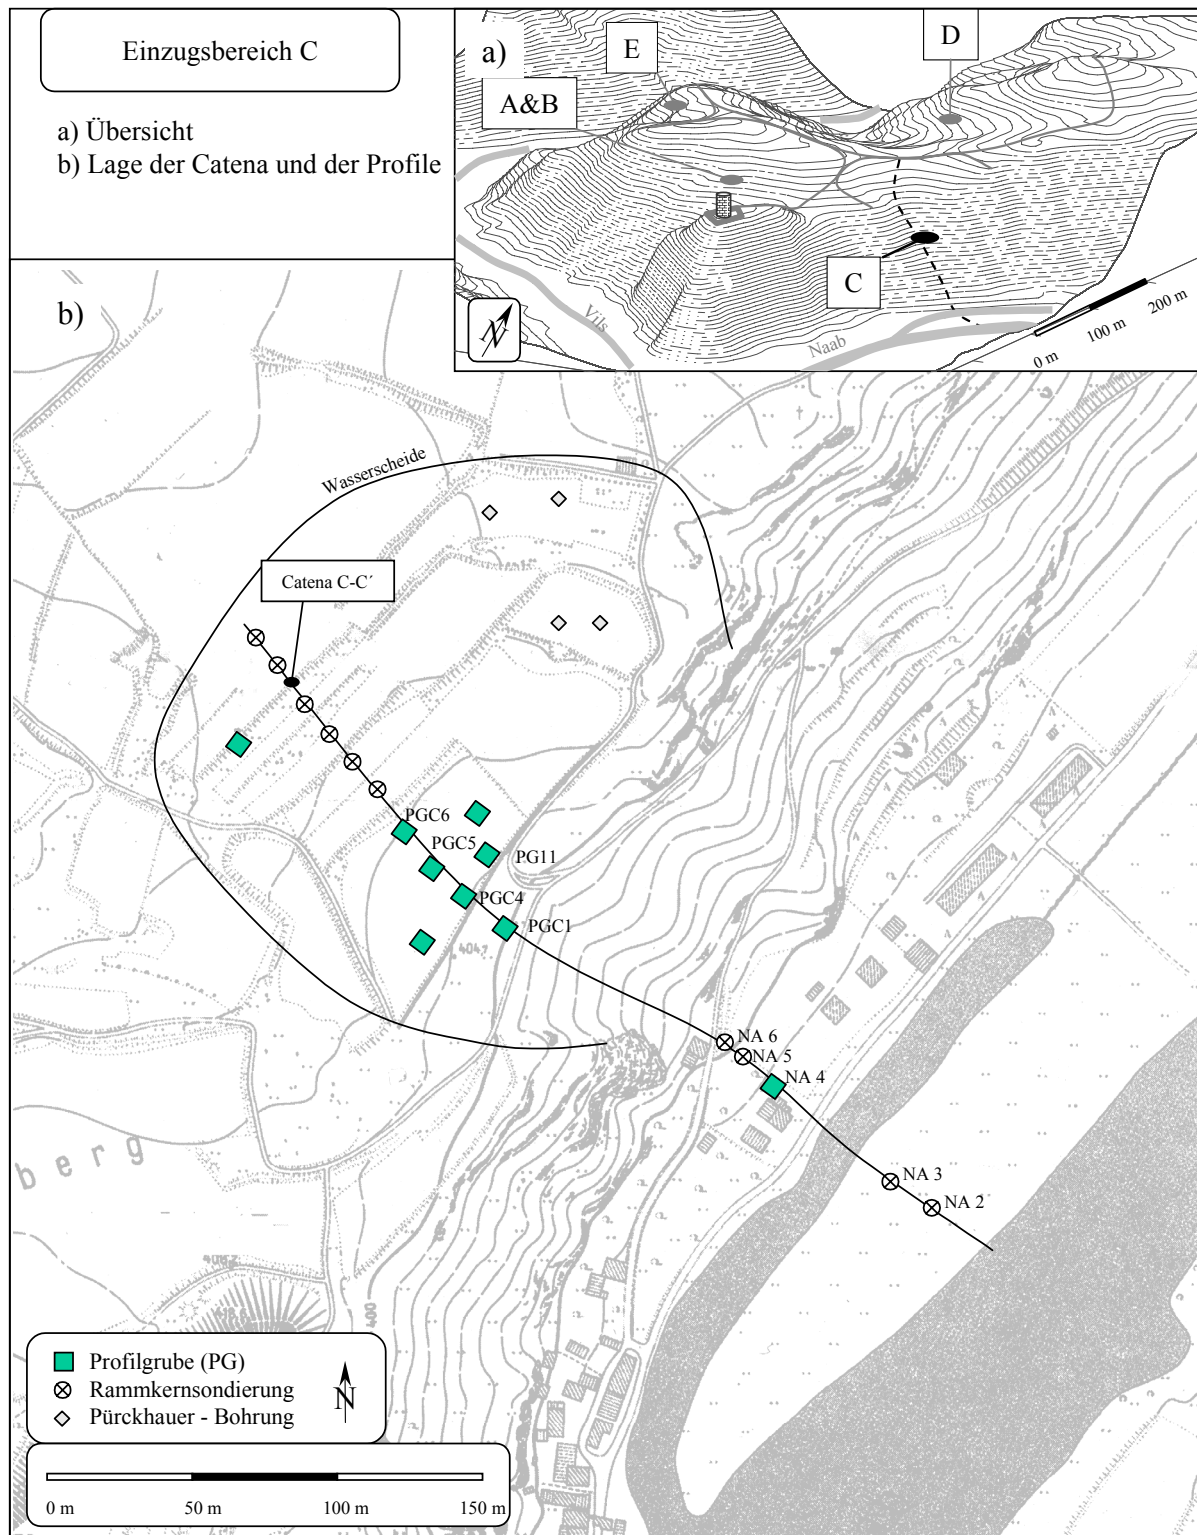 Einzugsbereich C
a) Übersicht
b) Lage der Catena und der Profile
a)
E
D
A&B
C
Vils
Naab
N
0 m
100 m
200 m
b)
Wasserscheide
Catena C-C´
PGC6
PGC5
PG11
PGC4
PGC1
404,2
NA 6
NA 5
NA 4
NA 3
NA 2
berg
400
Profilgrube (PG)
Rammkernsondierung
Pürckhauer - Bohrung
N
0 m
50 m
100 m
150 m